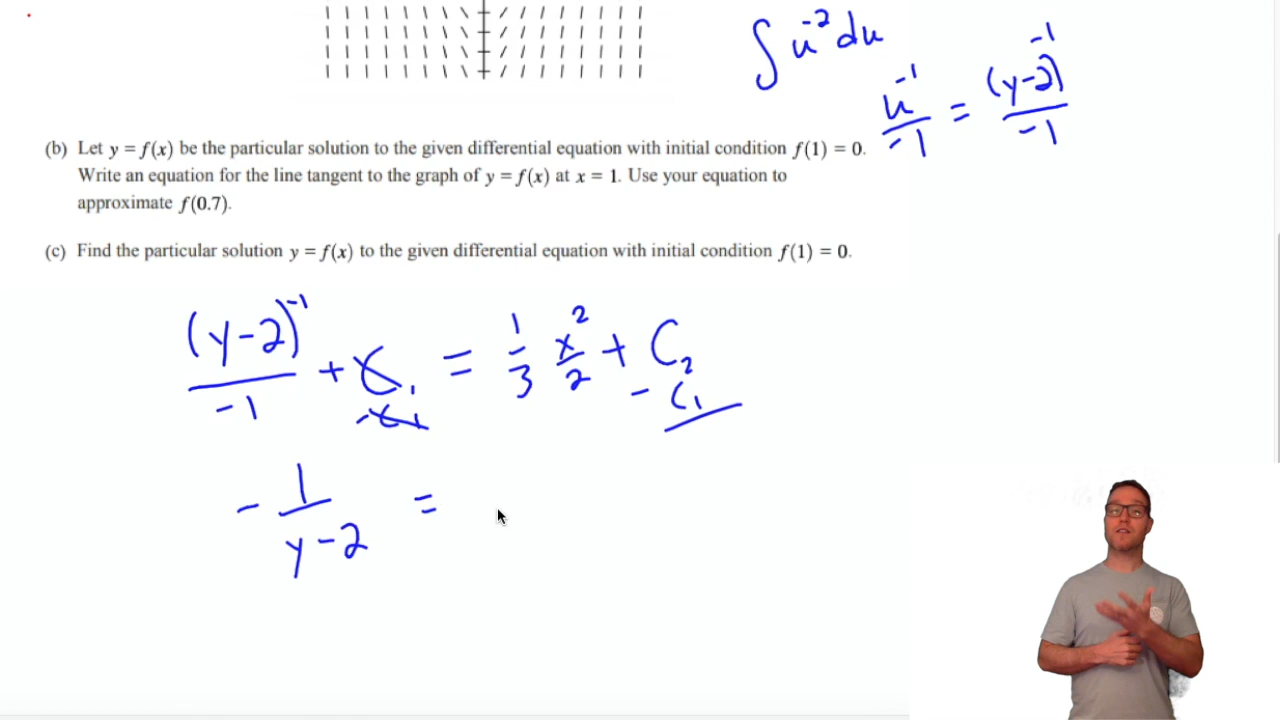 ∫ u⁻² du
u⁻¹/-1 = (y-2)⁻¹/-1
(b) Let y = f(x) be the particular solution to the given differential equation with initial condition f(1) = 0.
Write an equation for the line tangent to the graph of y = f(x) at x = 1. Use your equation to
approximate f(0.7).
(c) Find the particular solution y = f(x) to the given differential equation with initial condition f(1) = 0.
(y-2)⁻¹/-1 + C₁ = 1/3 x²/2 + C₂
-C₁ - C₁
- 1/(y-2) =